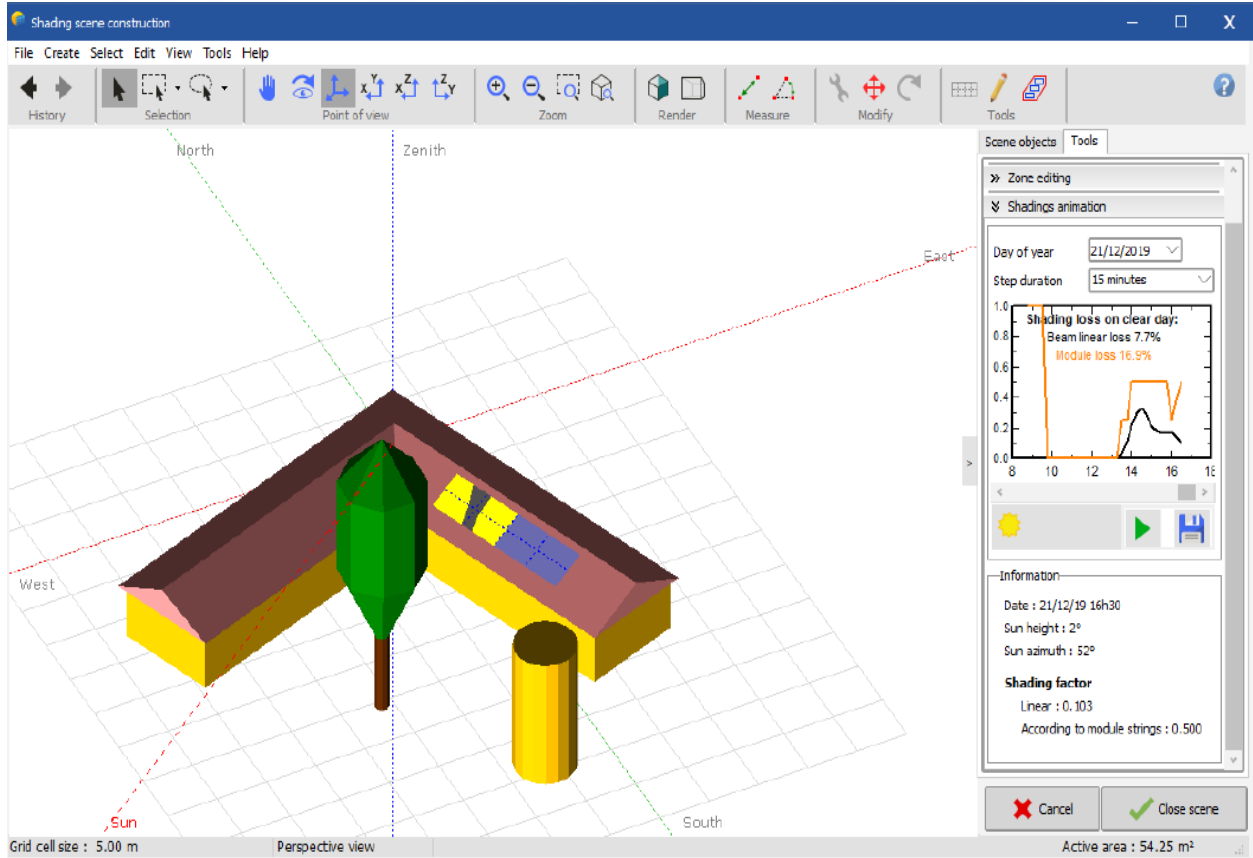 Shading scene construction
File Create Select Edit View Tools Help
History Selection Point of view Zoom Render Measure Modify Tools
North
Zenith
East
West
Sun
South
Scene objects Tools
Zone editing
Shadings animation
Day of year 21/12/2019
Step duration 15 minutes
Shading loss on clear day:
Beam linear loss 7.7%
Module loss 16.9%
1.0
0.8
0.6
0.4
0.2
0.0
8 10 12 14 16 18
Information
Date : 21/12/19 16h30
Sun height : 2°
Sun azimuth : 52°
Shading factor
Linear : 0.103
According to module strings : 0.500
Cancel Close scene
Grid cell size : 5.00 m Perspective view Active area : 54.25 m²